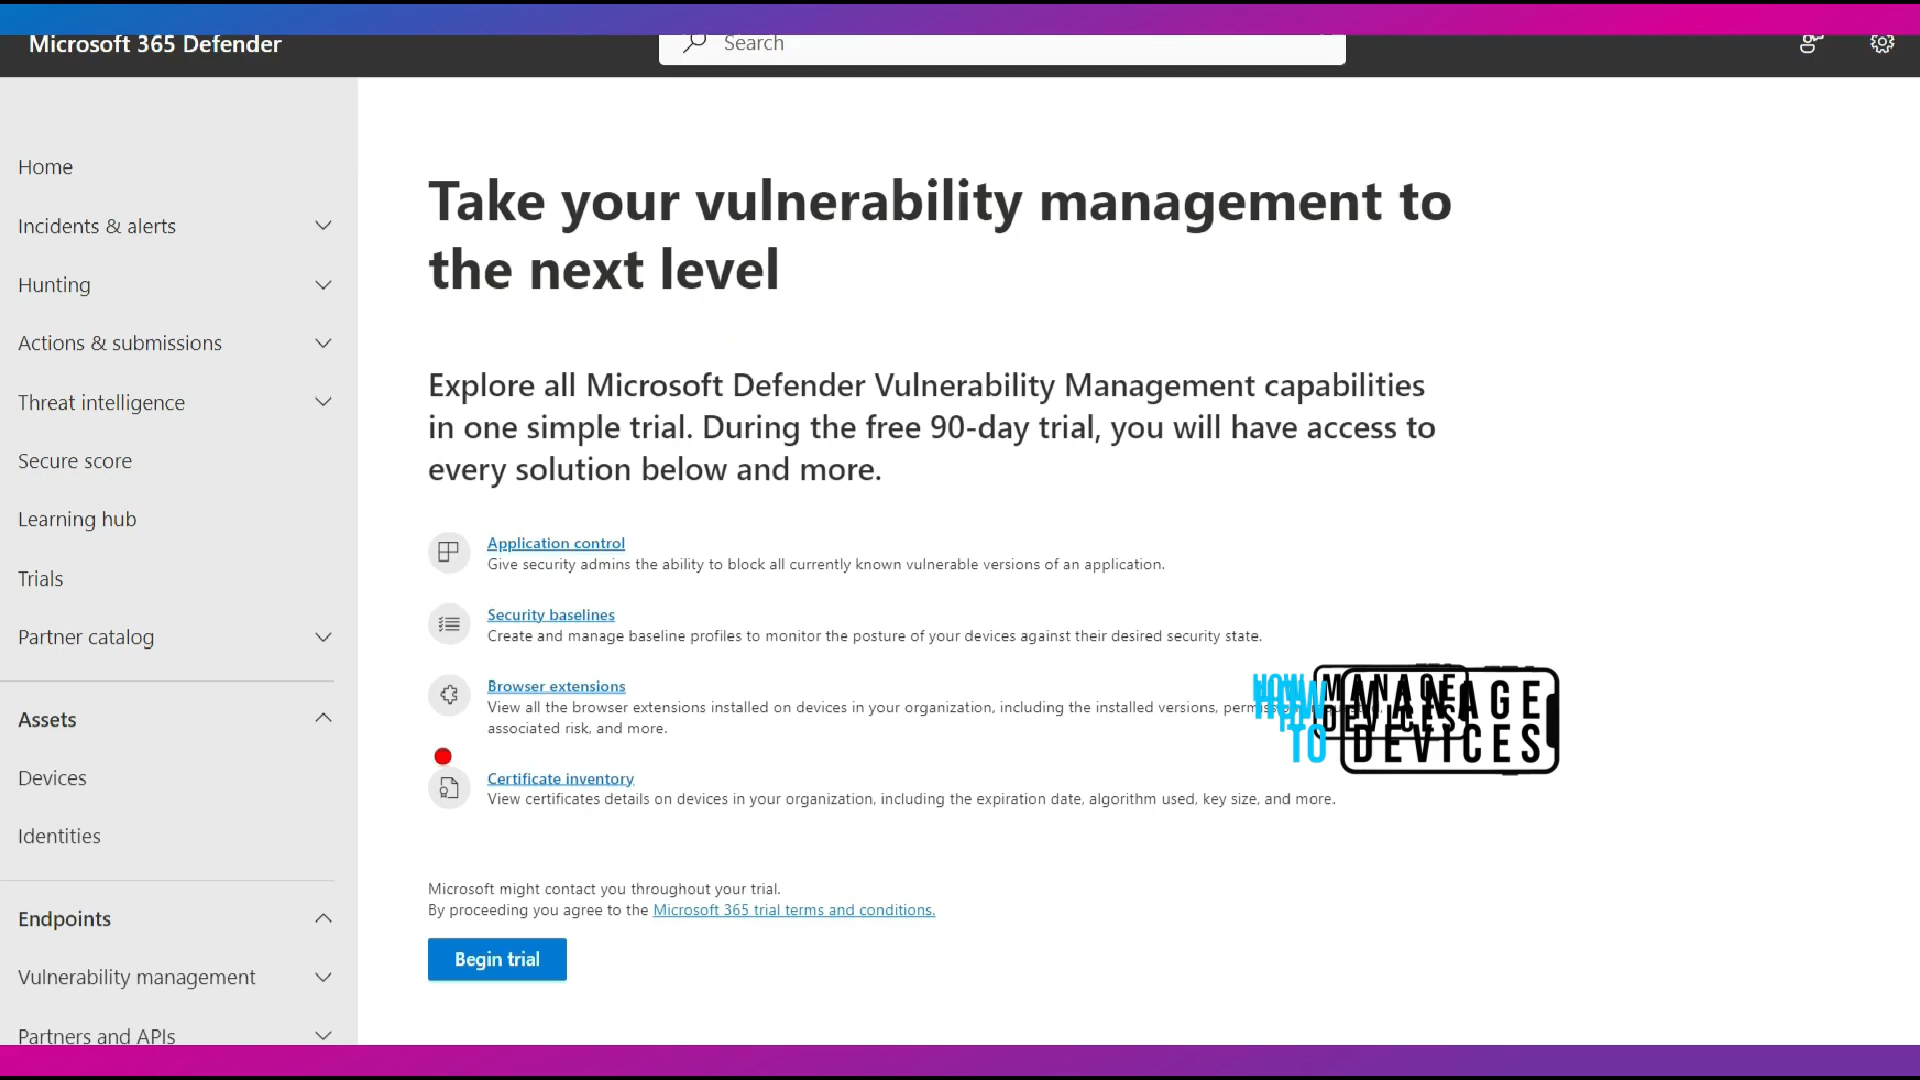 Microsoft 365 Defender
Search
Home
Incidents & alerts
Hunting
Actions & submissions
Threat intelligence
Secure score
Learning hub
Trials
Partner catalog
Assets
Devices
Identities
Endpoints
Vulnerability management
Partners and APIs
Take your vulnerability management to
the next level
Explore all Microsoft Defender Vulnerability Management capabilities
in one simple trial. During the free 90-day trial, you will have access to
every solution below and more.
Application control
Give security admins the ability to block all currently known vulnerable versions of an application.
Security baselines
Create and manage baseline profiles to monitor the posture of your devices against their desired security state.
Browser extensions
View all the browser extensions installed on devices in your organization, including the installed versions,
associated risk, and more.
Certificate inventory
View certificates details on devices in your organization, including the expiration date, algorithm used, key size, and more.
Microsoft might contact you throughout your trial.
By proceeding you agree to the Microsoft 365 trial terms and conditions.
Begin trial
HOW MANAGE
TO DEVICES